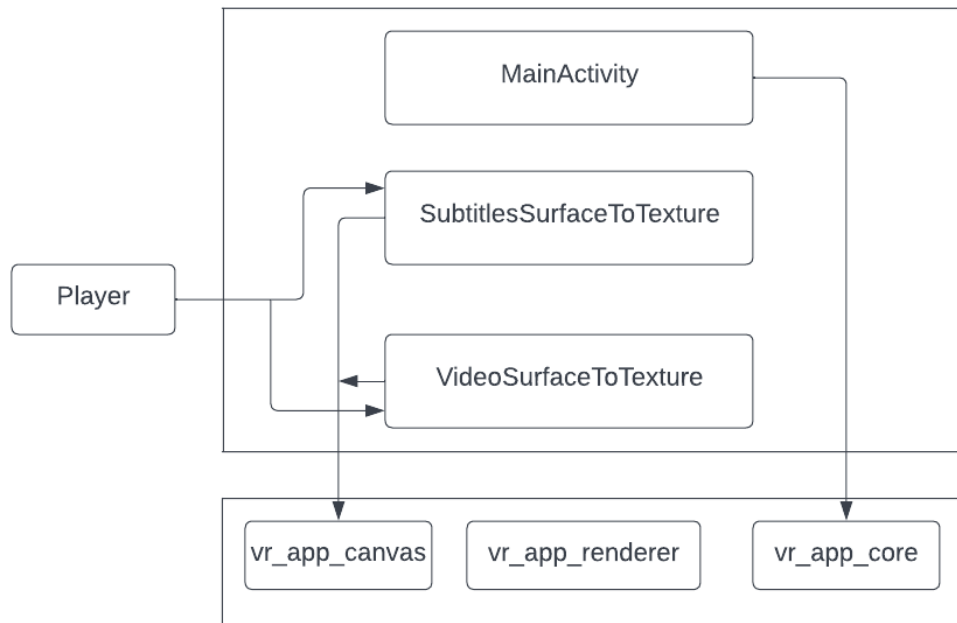 MainActivity
SubtitlesSurfaceToTexture
Player
VideoSurfaceToTexture
vr_app_canvas
vr_app_renderer
vr_app_core